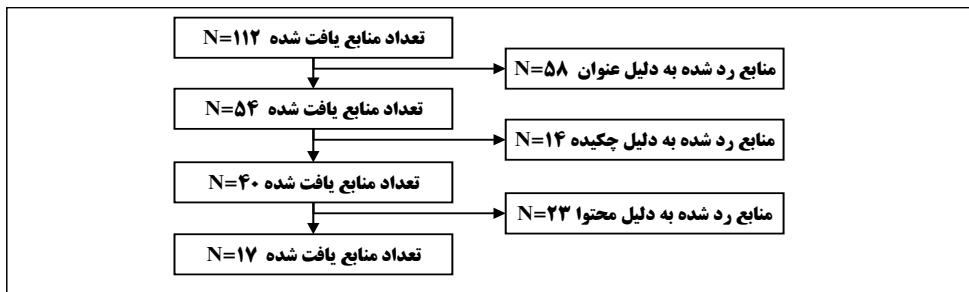 تعداد منابع یافت شده N=۱۱۲
منابع رد شده به دلیل عنوان N=۵۸
تعداد منابع یافت شده N=۵۴
منابع رد شده به دلیل چکیده N=۱۴
تعداد منابع یافت شده N=۴۰
منابع رد شده به دلیل محتوا N=۲۳
تعداد منابع یافت شده N=۱۷